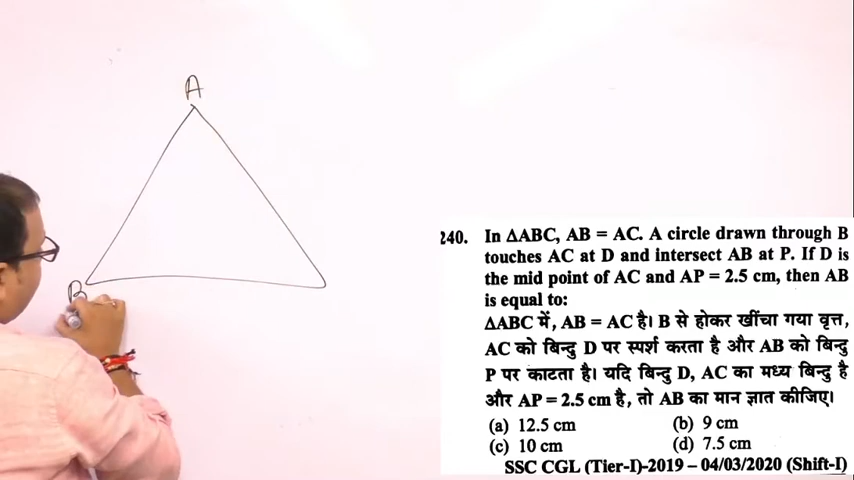 A
B
240. In ΔABC, AB = AC. A circle drawn through B
touches AC at D and intersect AB at P. If D is
the mid point of AC and AP = 2.5 cm, then AB
is equal to:
ΔABC में, AB = AC है। B से होकर खींचा गया वृत्त,
AC को बिन्दु D पर स्पर्श करता है और AB को बिन्दु
P पर काटता है। यदि बिन्दु D, AC का मध्य बिन्दु है
और AP = 2.5 cm है, तो AB का मान ज्ञात कीजिए।
(a) 12.5 cm (b) 9 cm
(c) 10 cm (d) 7.5 cm
SSC CGL (Tier-I)-2019 – 04/03/2020 (Shift-I)